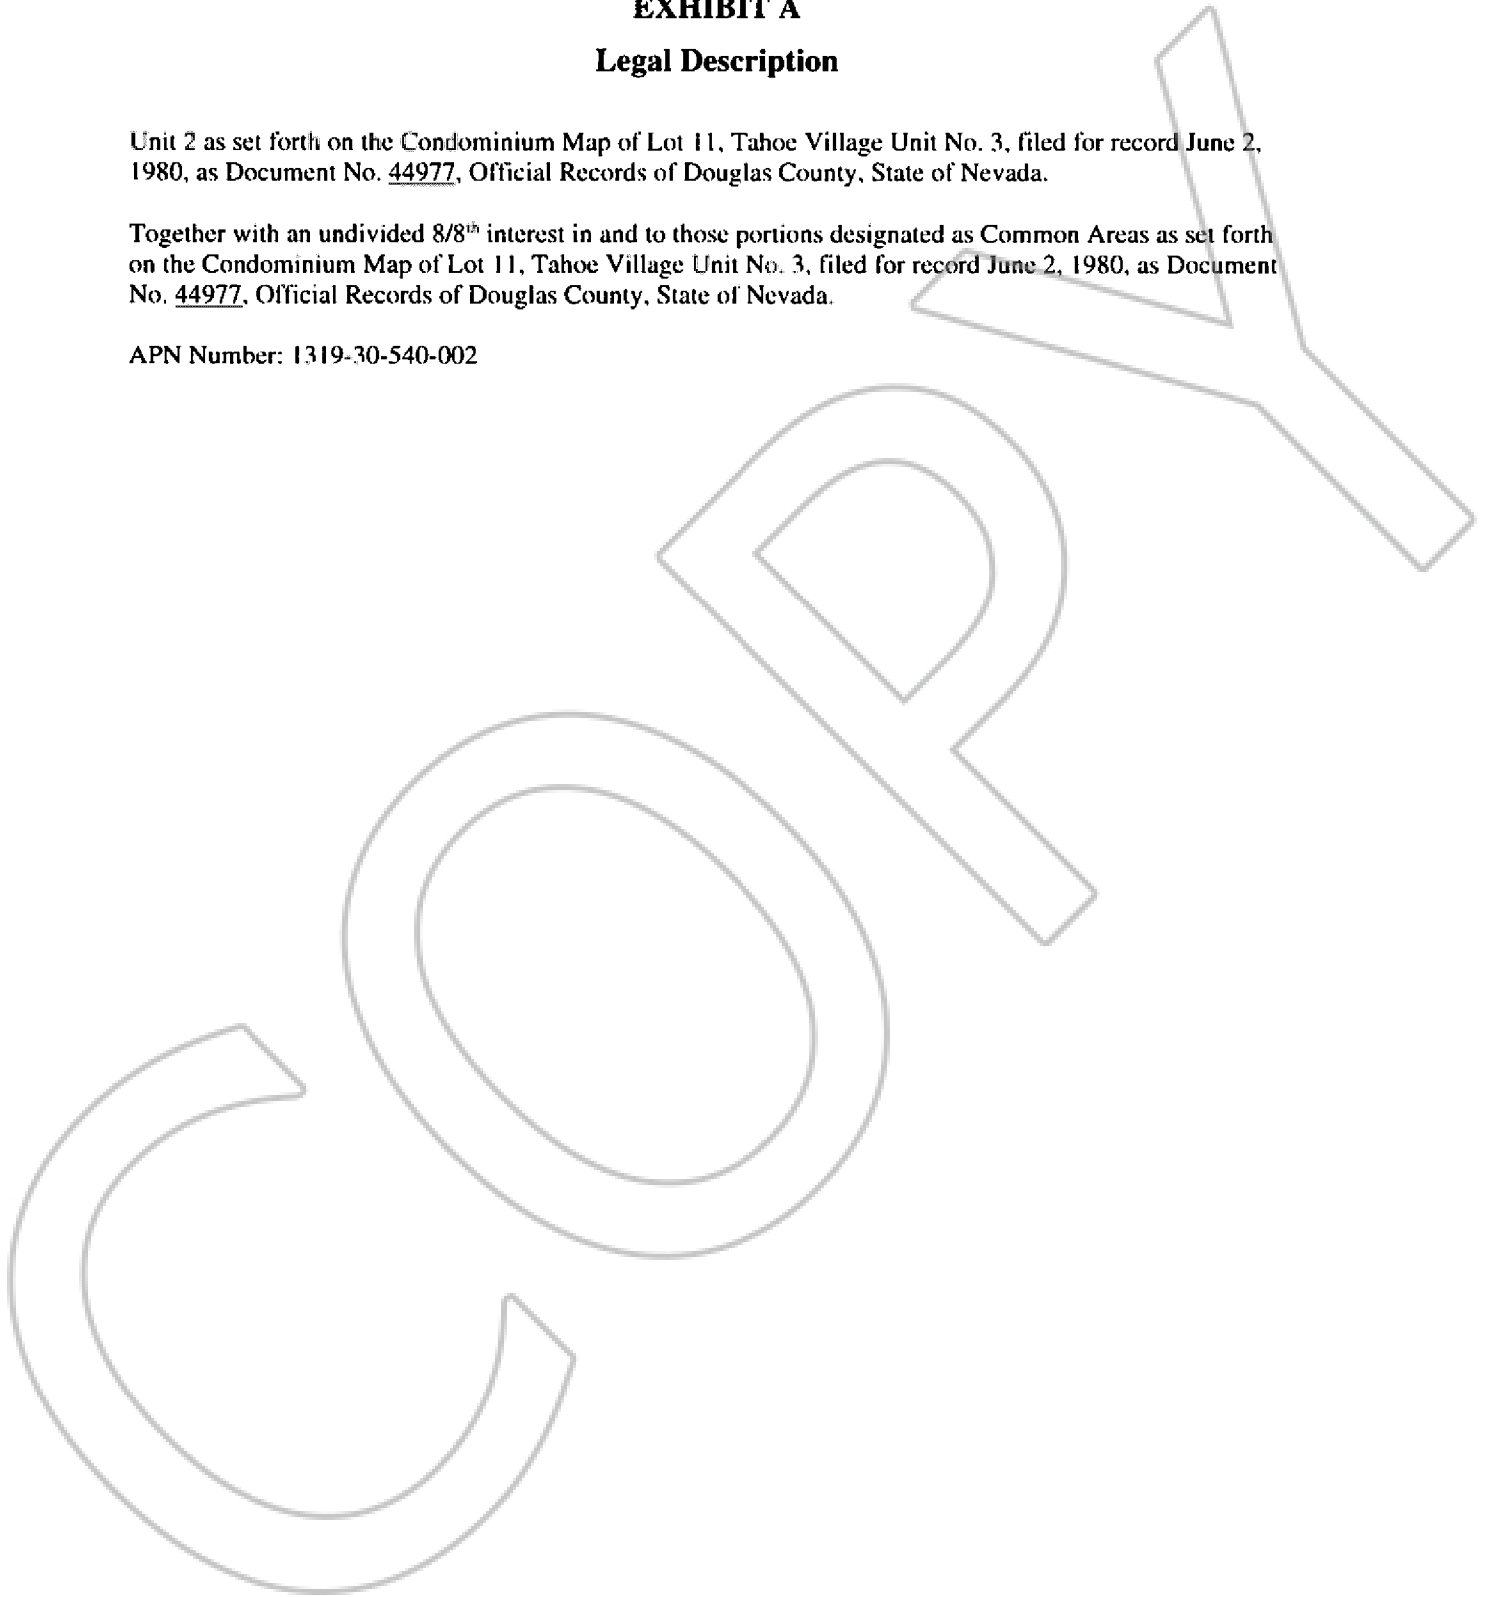 EXHIBIT A
Legal Description
Unit 2 as set forth on the Condominium Map of Lot 11, Tahoe Village Unit No. 3, filed for record June 2,
1980, as Document No. 44977, Official Records of Douglas County, State of Nevada.
Together with an undivided 8/8th interest in and to those portions designated as Common Areas as set forth
on the Condominium Map of Lot 11, Tahoe Village Unit No. 3, filed for record June 2, 1980, as Document
No. 44977, Official Records of Douglas County, State of Nevada.
APN Number: 1319-30-540-002
COPY